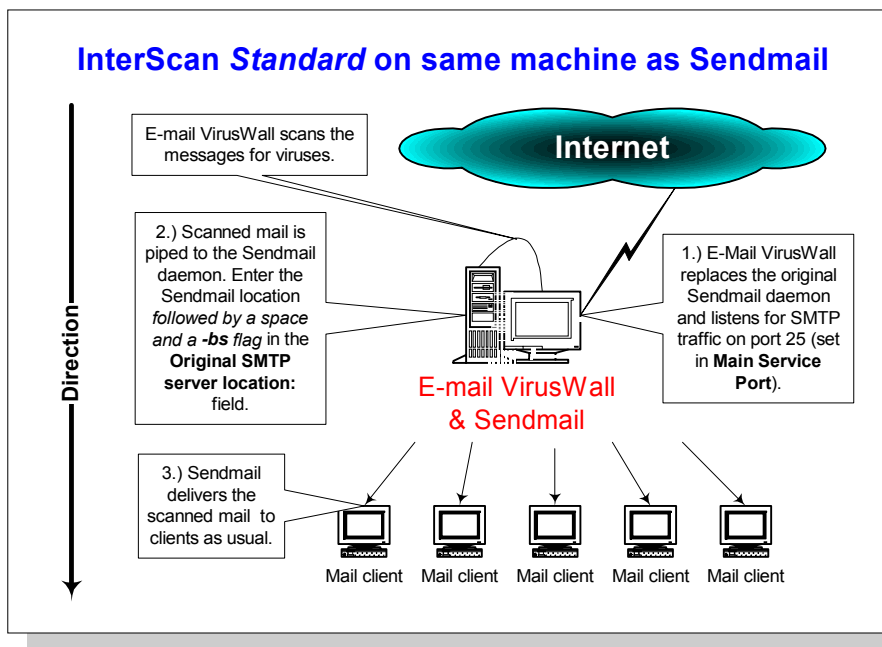 InterScan Standard on same machine as Sendmail
E-mail VirusWall scans the
messages for viruses.
Internet
2.) Scanned mail is
piped to the Sendmail
daemon. Enter the
Sendmail location
followed by a space
and a -bs flag in the
Original SMTP
server location:
field.
1.) E-Mail VirusWall
replaces the original
Sendmail daemon
and listens for SMTP
traffic on port 25 (set
in Main Service
Port).
Direction
E-mail VirusWall
& Sendmail
3.) Sendmail
delivers the
scanned mail to
clients as usual.
Mail client Mail client Mail client Mail client Mail client